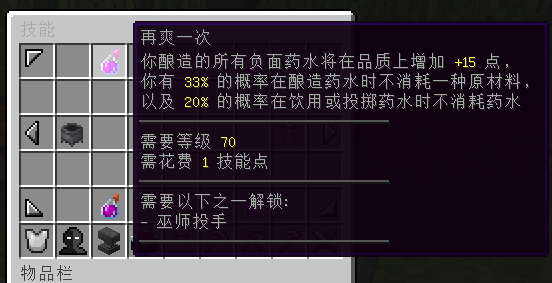 技能
再爽一次
你酿造的所有负面药水将在品质上增加 +15 点，
你有 33% 的概率在酿造药水时不消耗一种原材料，
以及 20% 的概率在饮用或投掷药水时不消耗药水
需要等级 70
需花费 1 技能点
需要以下之一解锁:
- 巫师投手
物品栏